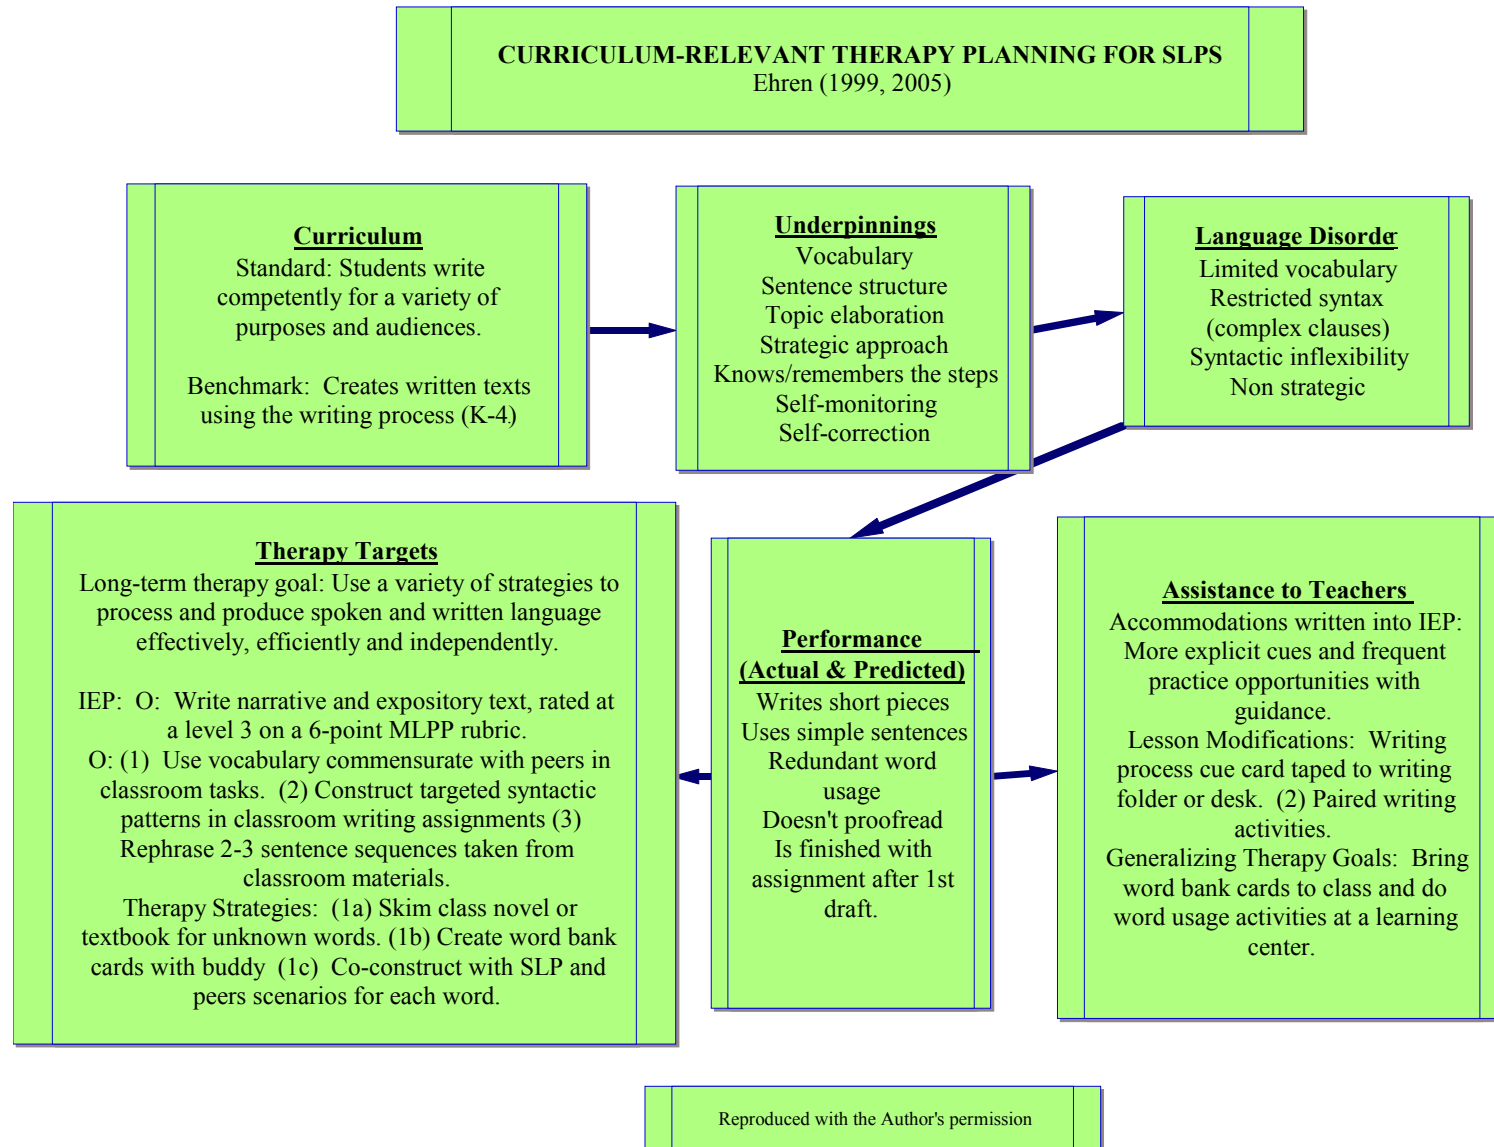 CURRICULUM-RELEVANT THERAPY PLANNING FOR SLPS
Ehren (1999, 2005)
Curriculum
Standard: Students write
competently for a variety of
purposes and audiences.
Benchmark:  Creates written texts
using the writing process (K-4)
Underpinnings
Vocabulary
Sentence structure
Topic elaboration
Strategic approach
Knows/remembers the steps
Self-monitoring
Self-correction
Language Disorder
Limited vocabulary
Restricted syntax
(complex clauses)
Syntactic inflexibility
Non strategic
Therapy Targets
Long-term therapy goal: Use a variety of strategies to
process and produce spoken and written language
effectively, efficiently and independently.
IEP:  O:  Write narrative and expository text, rated at
a level 3 on a 6-point MLPP rubric.
O: (1)  Use vocabulary commensurate with peers in
classroom tasks.  (2) Construct targeted syntactic
patterns in classroom writing assignments (3)
Rephrase 2-3 sentence sequences taken from
classroom materials.
Therapy Strategies:  (1a) Skim class novel or
textbook for unknown words. (1b) Create word bank
cards with buddy  (1c)  Co-construct with SLP and
peers scenarios for each word.
Performance
(Actual & Predicted)
Writes short pieces
Uses simple sentences
Redundant word
usage
Doesn't proofread
Is finished with
assignment after 1st
draft.
Assistance to Teachers
Accommodations written into IEP:
More explicit cues and frequent
practice opportunities with
guidance.
Lesson Modifications:  Writing
process cue card taped to writing
folder or desk.  (2) Paired writing
activities.
Generalizing Therapy Goals:  Bring
word bank cards to class and do
word usage activities at a learning
center.
Reproduced with the Author's permission